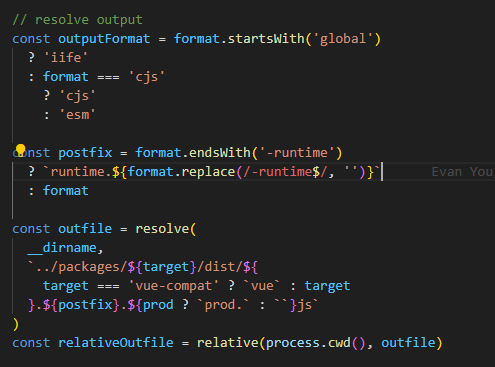 // resolve output
const outputFormat = format.startsWith('global')
  ? 'iife'
  : format === 'cjs'
    ? 'cjs'
    : 'esm'

const postfix = format.endsWith('-runtime')
  ? `runtime.${format.replace(/-runtime$/, '')}` Evan You
  : format

const outfile = resolve(
  __dirname,
  `../packages/${target}/dist/${
    target === 'vue-compat' ? `vue` : target
  }.${postfix}.${prod ? `prod.` : ``}js`
)
const relativeOutfile = relative(process.cwd(), outfile)